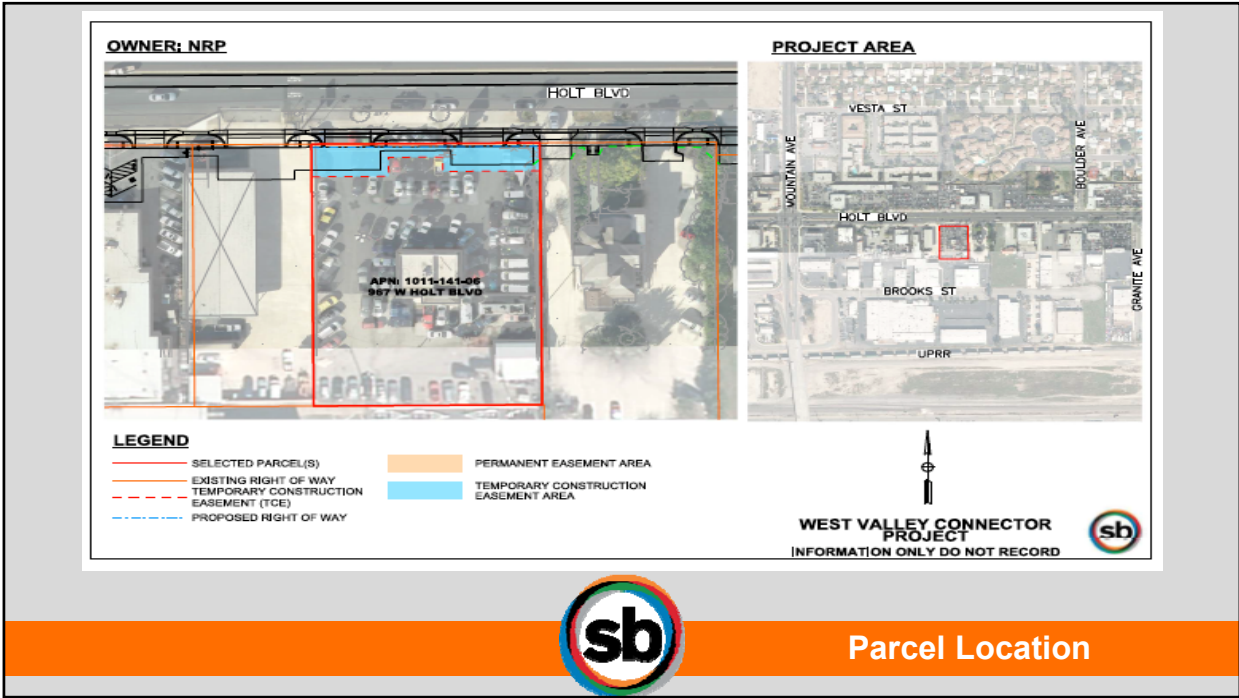 OWNER: NRP
HOLT BLVD
APN: 1011-141-06
967 W HOLT BLVD
PROJECT AREA
VESTA ST
MOUNTAIN AVE
BOULDER AVE
HOLT BLVD
BROOKS ST
GRANITE AVE
UPRR
LEGEND
SELECTED PARCEL(S)
EXISTING RIGHT OF WAY
TEMPORARY CONSTRUCTION
EASEMENT (TCE)
PROPOSED RIGHT OF WAY
PERMANENT EASEMENT AREA
TEMPORARY CONSTRUCTION
EASEMENT AREA
WEST VALLEY CONNECTOR
PROJECT
INFORMATION ONLY DO NOT RECORD
sb
sb
Parcel Location